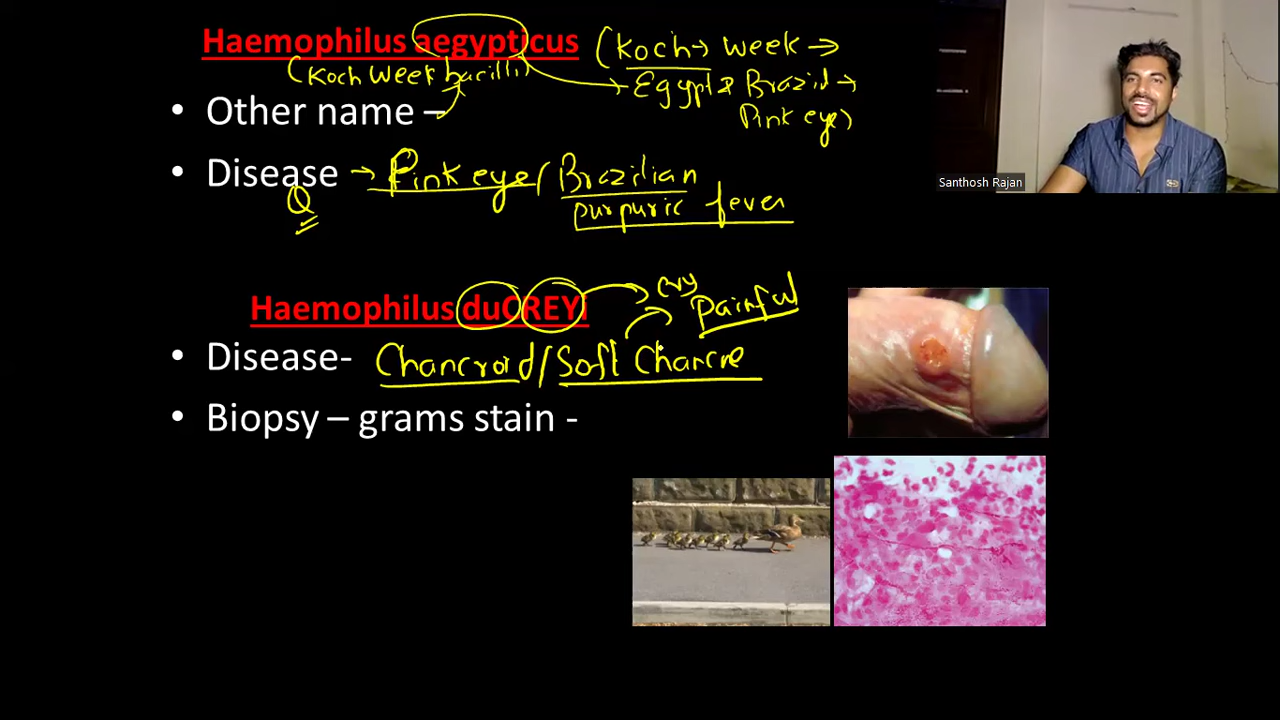 Haemophilus aegypticus (Koch → week →
(Koch Week bacilli) → Egypt & Brazil →
• Other name – Pink eye)
• Disease → Pink eye / Brazilian
Q purpuric fever
Santhosh Rajan
Haemophilus duCREYi → cry Painful
• Disease- Chancroid/Soft Chancre
• Biopsy – grams stain -